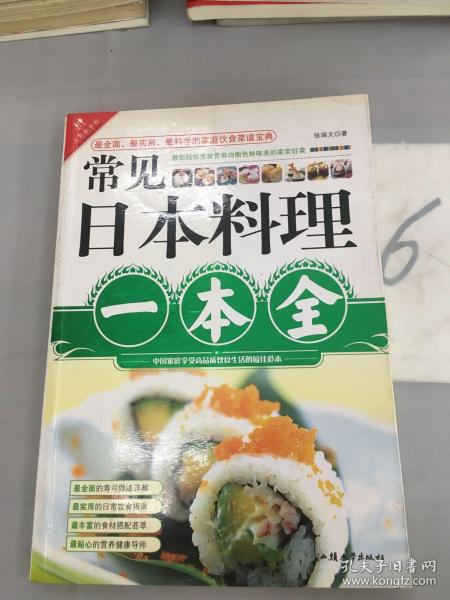 最全面、最实用、最科学的家庭饮食菜谱宝典
张瑞文◎著
教您轻松烹制营养均衡色鲜味美的家常好菜
常见
日本料理
一本全
中国家庭享受高品质饮食生活的最佳范本
最全面的寿司做法详解
最实用的日常饮食指南
最丰富的食材搭配荟萃
最贴心的营养健康导师
汕头大学出版社
6
孔夫子旧书网
kongfz.com